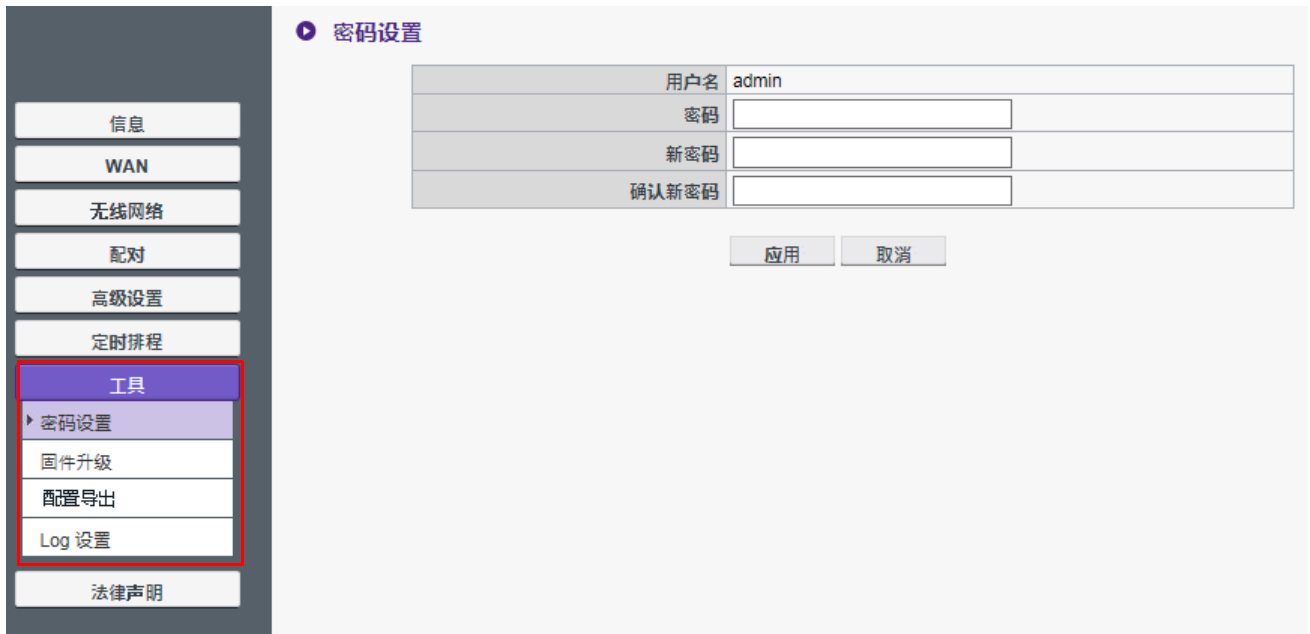 密码设置
用户名 admin
密码
新密码
确认新密码
应用 取消
信息
WAN
无线网络
配对
高级设置
定时排程
工具
密码设置
固件升级
配置导出
Log 设置
法律声明